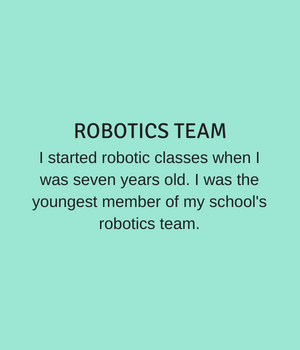 ROBOTICS TEAM
I started robotic classes when I
was seven years old. I was the
youngest member of my school's
robotics team.